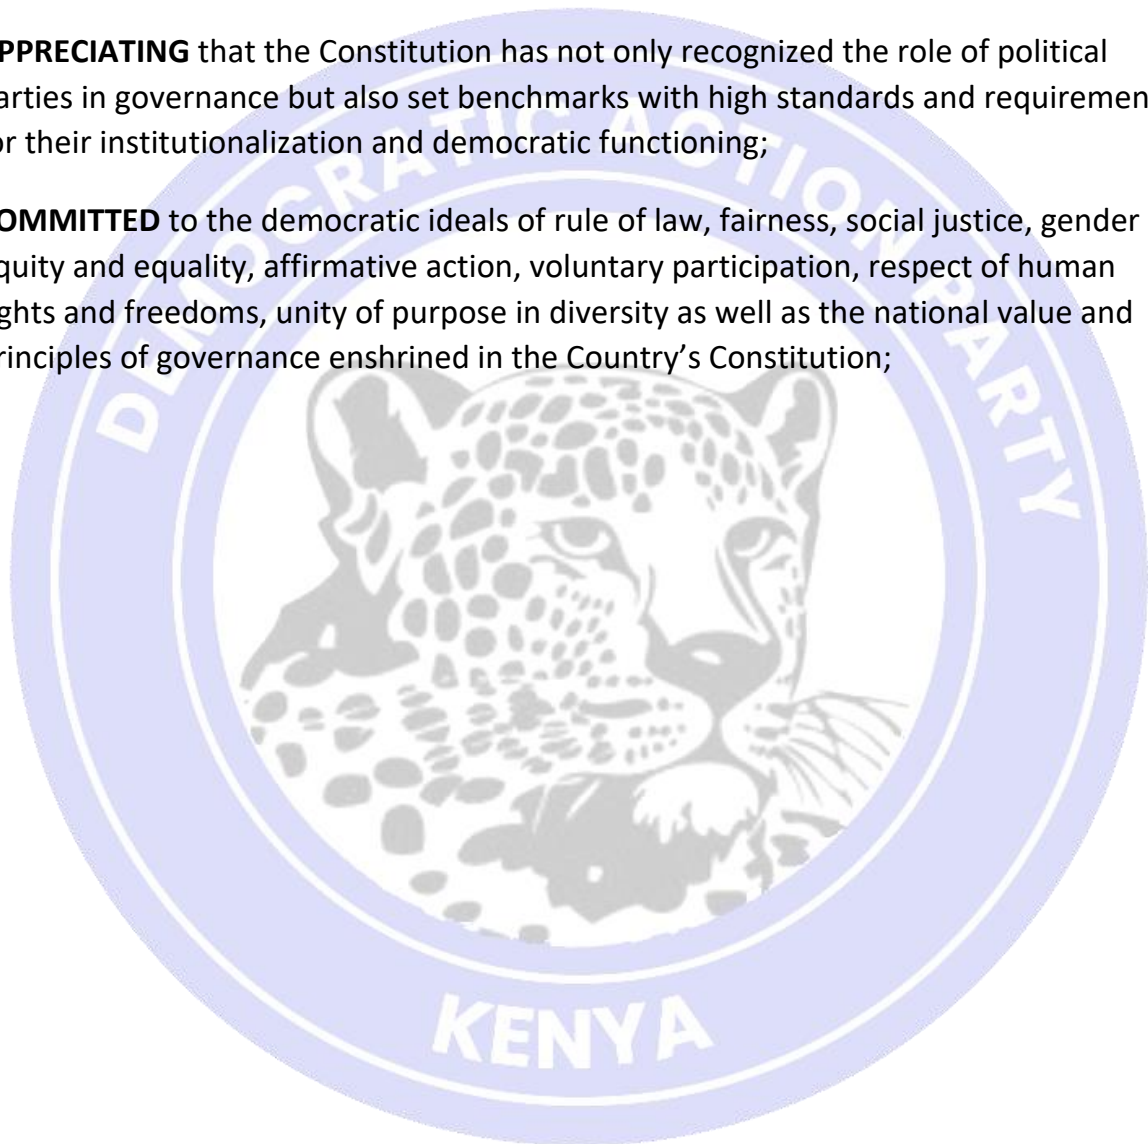 PPRECIATING that the Constitution has not only recognized the role of political
arties in governance but also set benchmarks with high standards and requiremen
or their institutionalization and democratic functioning;
OMMITTED to the democratic ideals of rule of law, fairness, social justice, gender
quity and equality, affirmative action, voluntary participation, respect of human
ghts and freedoms, unity of purpose in diversity as well as the national value and
rinciples of governance enshrined in the Country’s Constitution;
DEMOCRATIC ACTION PARTY
KENYA